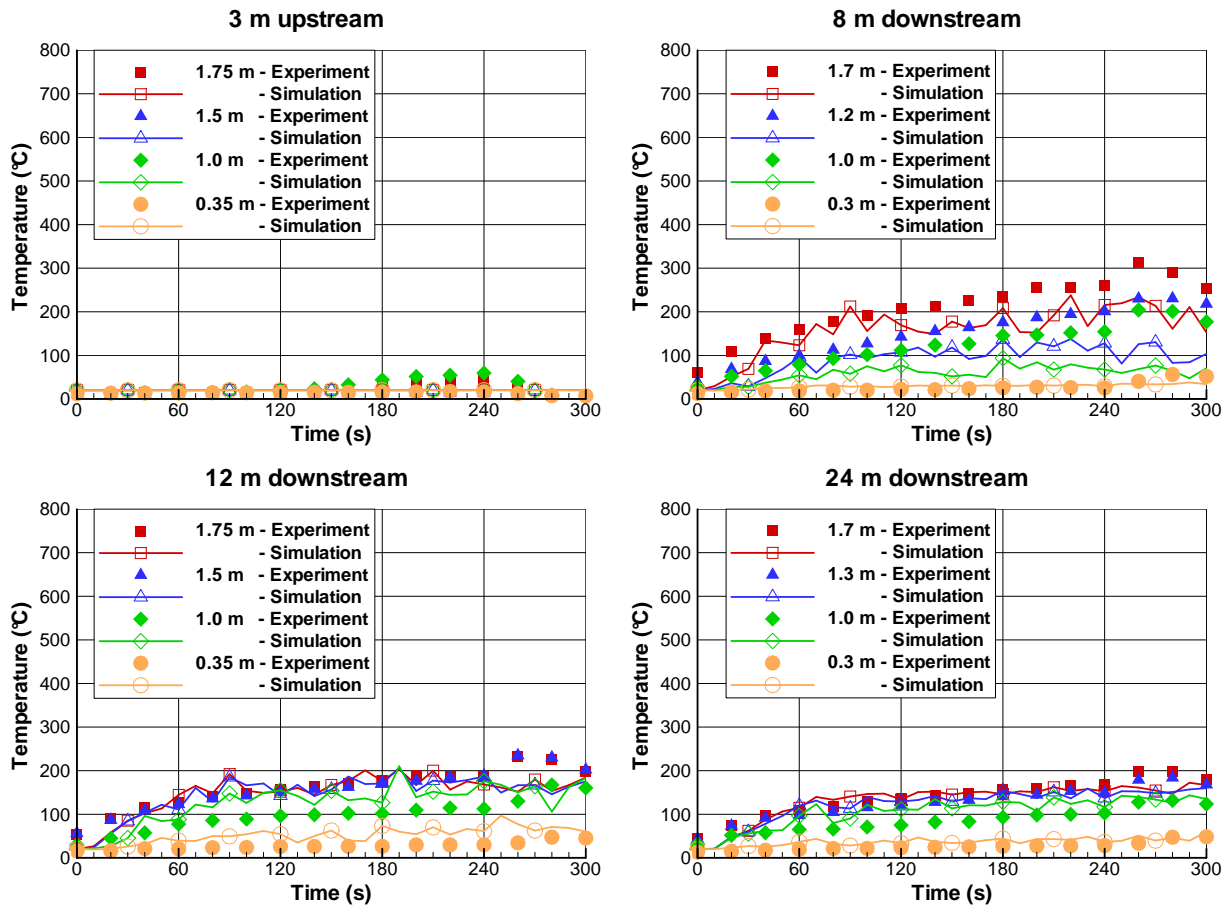 3 m upstream
800
700
600
500
400
300
200
100
0
Temperature (°C)
1.75 m - Experiment
- Simulation
1.5 m - Experiment
- Simulation
1.0 m - Experiment
- Simulation
0.35 m - Experiment
- Simulation
0 60 120 180 240 300
Time (s)
8 m downstream
800
700
600
500
400
300
200
100
0
Temperature (°C)
1.7 m - Experiment
- Simulation
1.2 m - Experiment
- Simulation
1.0 m - Experiment
- Simulation
0.3 m - Experiment
- Simulation
0 60 120 180 240 300
Time (s)
12 m downstream
800
700
600
500
400
300
200
100
0
Temperature (°C)
1.75 m - Experiment
- Simulation
1.5 m - Experiment
- Simulation
1.0 m - Experiment
- Simulation
0.35 m - Experiment
- Simulation
0 60 120 180 240 300
Time (s)
24 m downstream
800
700
600
500
400
300
200
100
0
Temperature (°C)
1.7 m - Experiment
- Simulation
1.3 m - Experiment
- Simulation
1.0 m - Experiment
- Simulation
0.3 m - Experiment
- Simulation
0 60 120 180 240 300
Time (s)